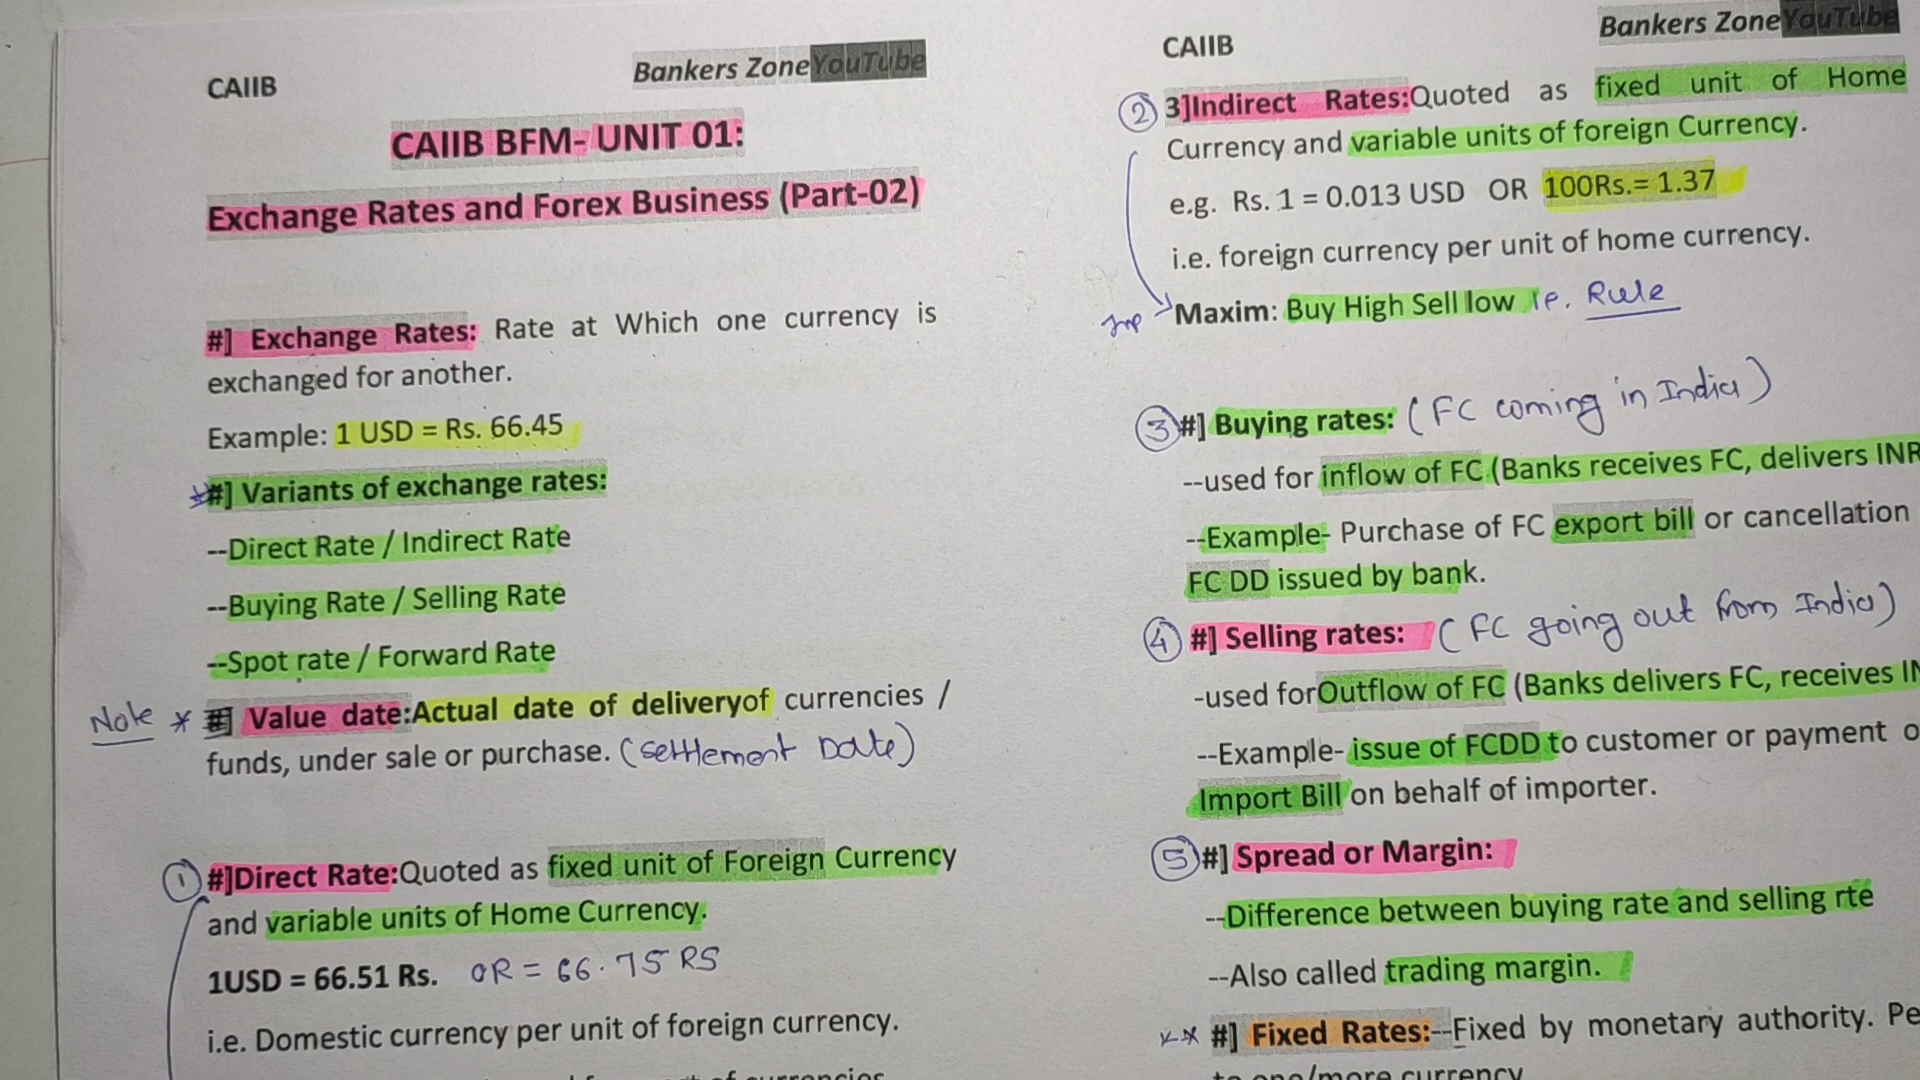 CAIIB
Bankers ZoneYouTube
CAIIB BFM- UNIT 01:
Exchange Rates and Forex Business (Part-02)
#] Exchange Rates: Rate at Which one currency is
exchanged for another.
Example: 1 USD = Rs. 66.45
#] Variants of exchange rates:
--Direct Rate / Indirect Rate
--Buying Rate / Selling Rate
--Spot rate / Forward Rate
Note * #] Value date:Actual date of deliveryof currencies /
funds, under sale or purchase. (settlement Date)
① #]Direct Rate:Quoted as fixed unit of Foreign Currency
and variable units of Home Currency.
1USD = 66.51 Rs. OR = 66.75 RS
i.e. Domestic currency per unit of foreign currency.
CAIIB
Bankers ZoneYouTube
② 3]Indirect Rates:Quoted as fixed unit of Home
Currency and variable units of foreign Currency.
e.g. Rs. 1 = 0.013 USD OR 100Rs.= 1.37
i.e. foreign currency per unit of home currency.
Imp Maxim: Buy High Sell low i.e. Rule
③ #] Buying rates: (FC coming in India)
--used for inflow of FC (Banks receives FC, delivers INR
--Example- Purchase of FC export bill or cancellation
FC DD issued by bank.
④ #] Selling rates: (FC going out from India)
-used forOutflow of FC (Banks delivers FC, receives IN
--Example- issue of FCDD to customer or payment o
Import Bill on behalf of importer.
⑤ #] Spread or Margin:
--Difference between buying rate and selling rte
--Also called trading margin.
** #] Fixed Rates:--Fixed by monetary authority. Pe
to one/more currency